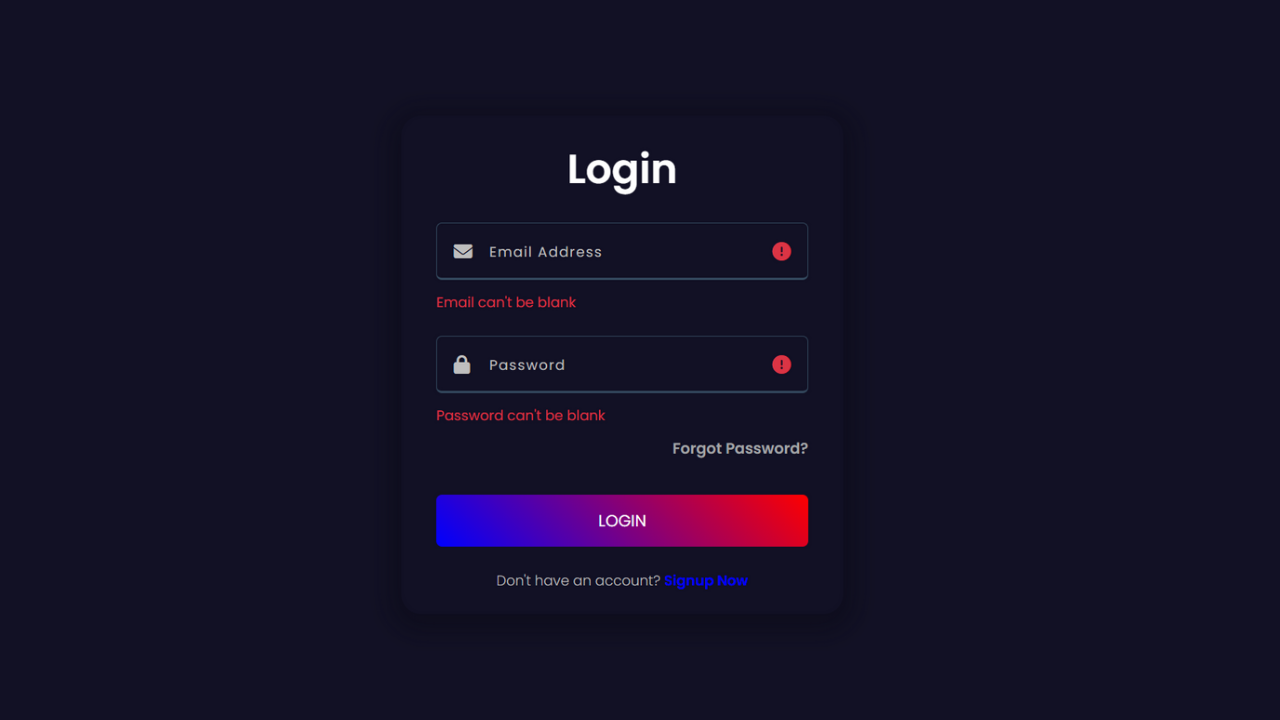 Login
Email Address
Email can't be blank
Password
Password can't be blank
Forgot Password?
LOGIN
Don't have an account? Signup Now